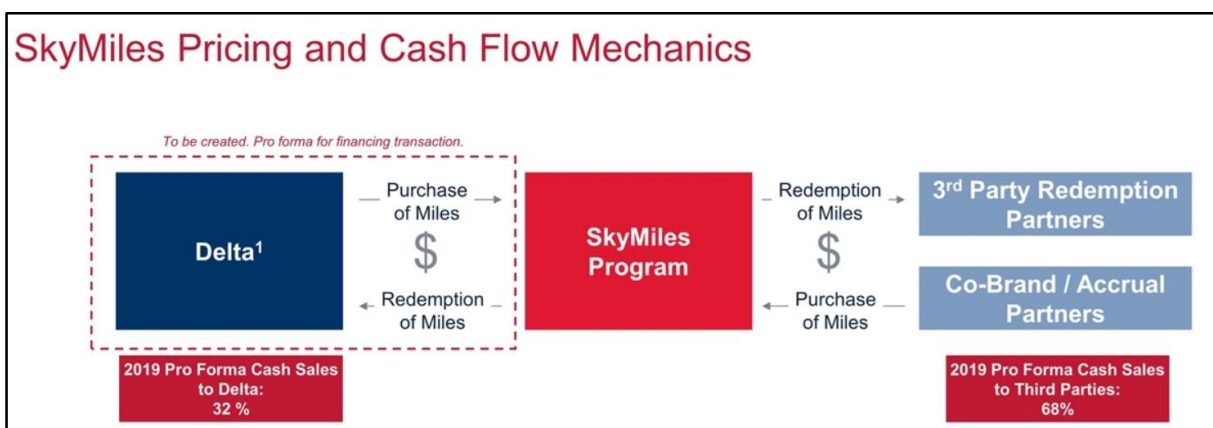 SkyMiles Pricing and Cash Flow Mechanics
To be created. Pro forma for financing transaction.
Delta¹
Purchase
of Miles
$
Redemption
of Miles
SkyMiles
Program
Redemption
of Miles
$
Purchase
of Miles
3rd Party Redemption
Partners
Co-Brand / Accrual
Partners
2019 Pro Forma Cash Sales
to Delta:
32 %
2019 Pro Forma Cash Sales
to Third Parties:
68%